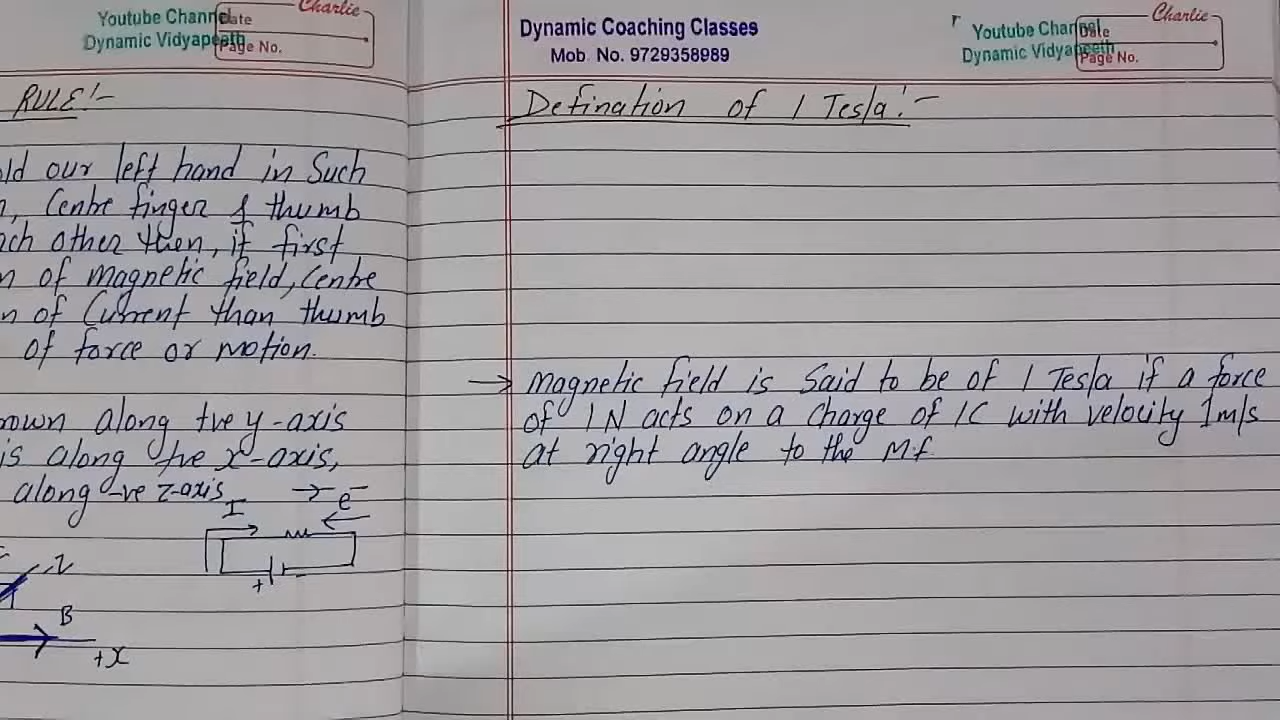 Youtube Channel
Dynamic Vidyapeeth
Charlie
Date
Page No.
RULE!-
our left hand in Such
Centre finger & thumb
other then, if first
of magnetic field, Centre
of Current than thumb
of force or motion.
along +ve y-axis
is along +ve x-axis,
along -ve z-axis
I
e-
+
Z
B
+X
Dynamic Coaching Classes
Mob. No. 9729358989
Youtube Channel
Dynamic Vidyapeeth
Charlie
Date
Page No.
Defination of 1 Tesla:-
→ Magnetic field is Said to be of 1 Tesla if a force
of 1N acts on a Charge of 1C with velocity 1m/s
at right angle to the M.f.